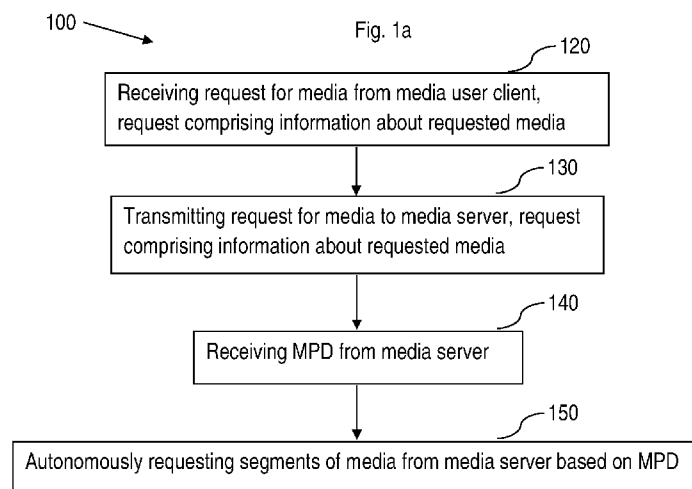 100
Fig. 1a
120
Receiving request for media from media user client,
request comprising information about requested media
130
Transmitting request for media to media server, request
comprising information about requested media
140
Receiving MPD from media server
150
Autonomously requesting segments of media from media server based on MPD